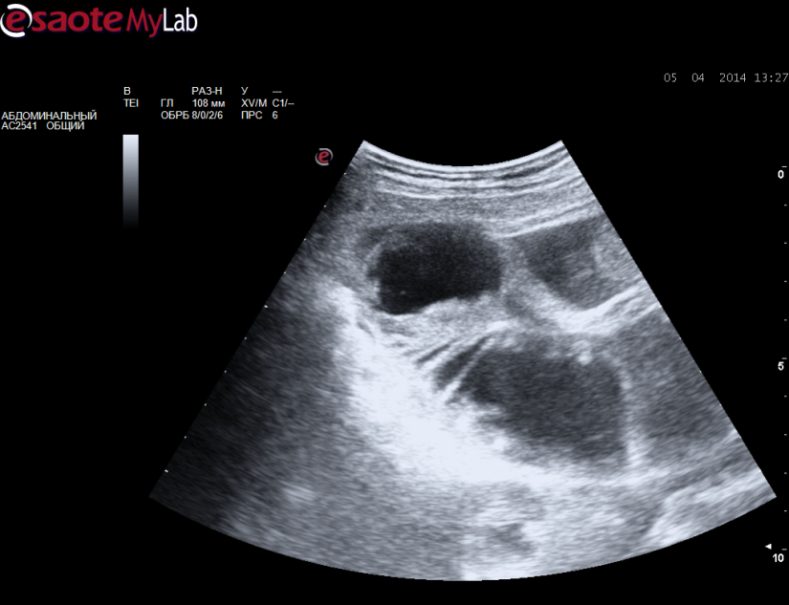 esaote MyLab
05 04 2014 13:27
В РАЗ-Н У —
ТЕІ ГЛ 108 мм XV/M C1/--
ОБРБ 8/0/2/6 ПРС 6
АБДОМИНАЛЬНЫЙ
AC2541 ОБЩИЙ
e
0
5
10